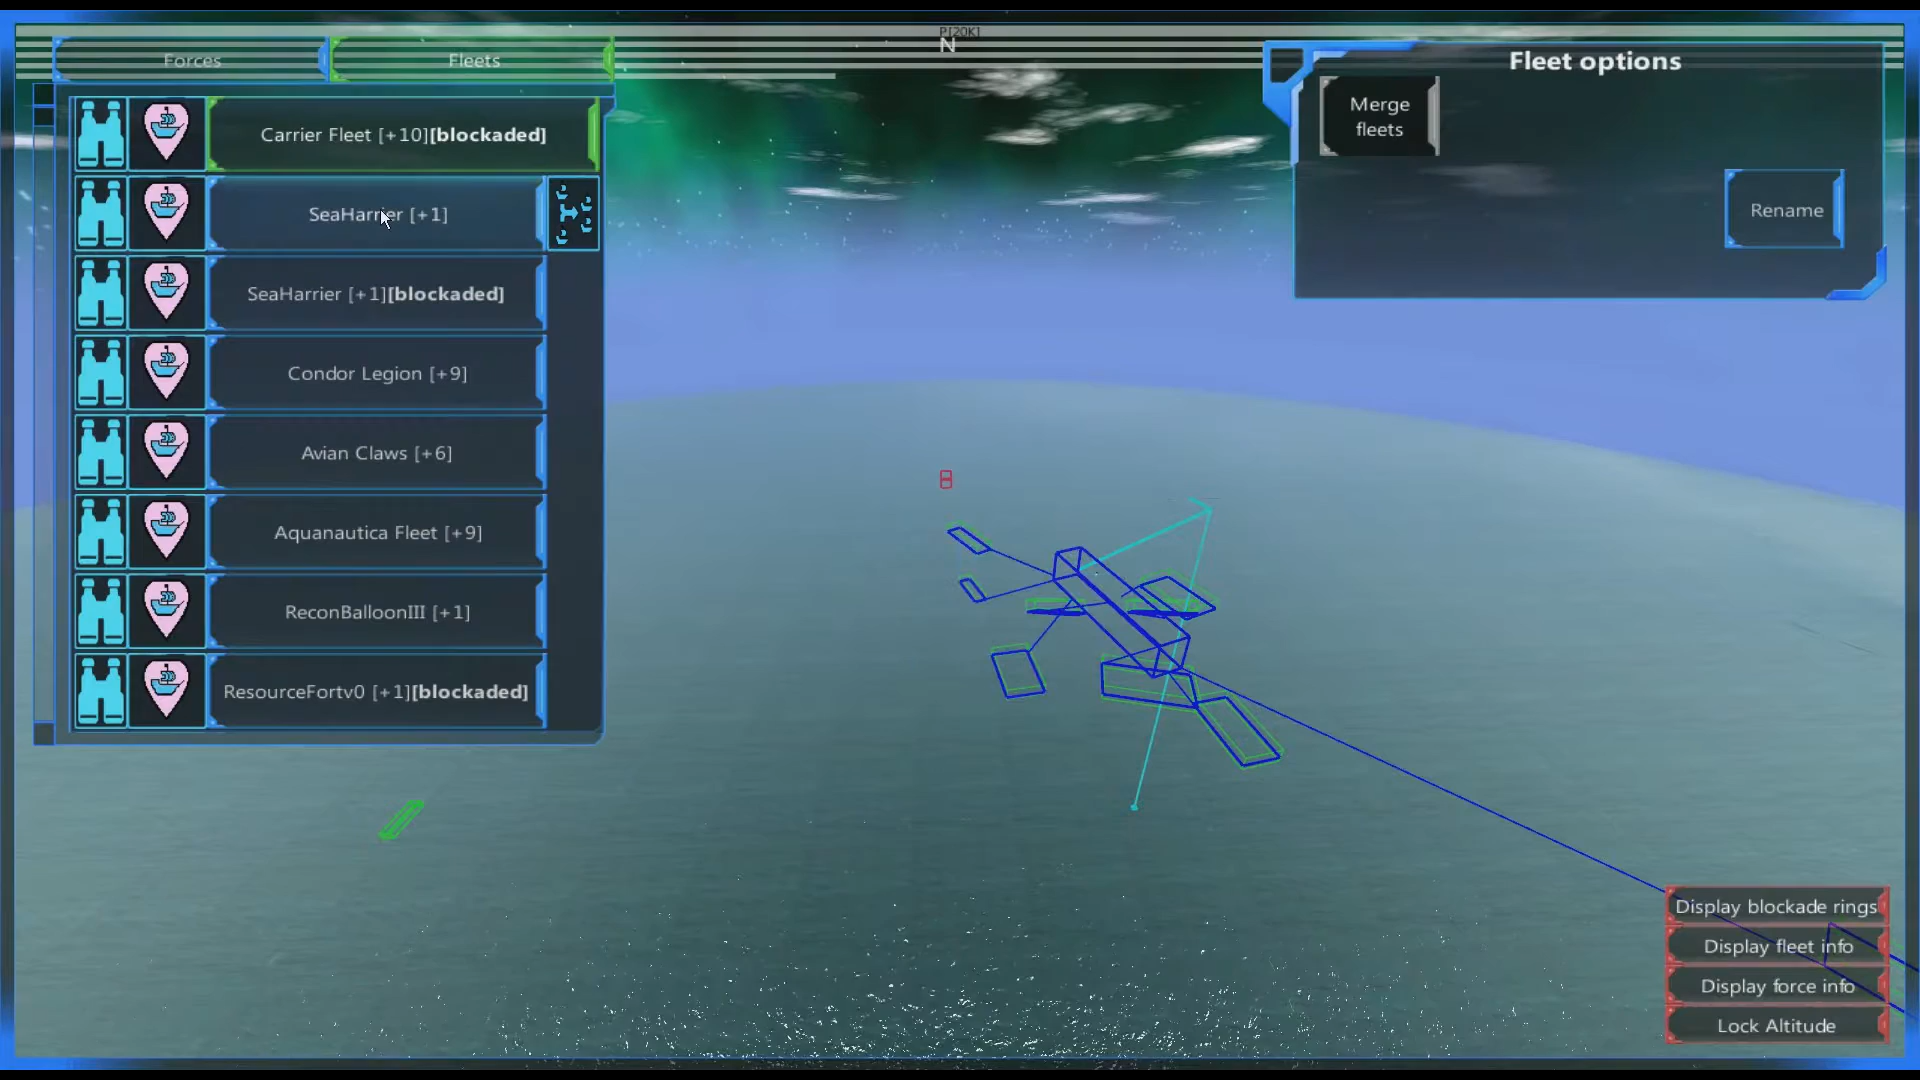 P[20K]
N
Forces
Fleets
Fleet options
Merge
fleets
Rename
Carrier Fleet [+10][blockaded]
SeaHarrier [+1]
SeaHarrier [+1][blockaded]
Condor Legion [+9]
Avian Claws [+6]
Aquanautica Fleet [+9]
ReconBalloonIII [+1]
ResourceFortv0 [+1][blockaded]
Display blockade rings
Display fleet info
Display force info
Lock Altitude